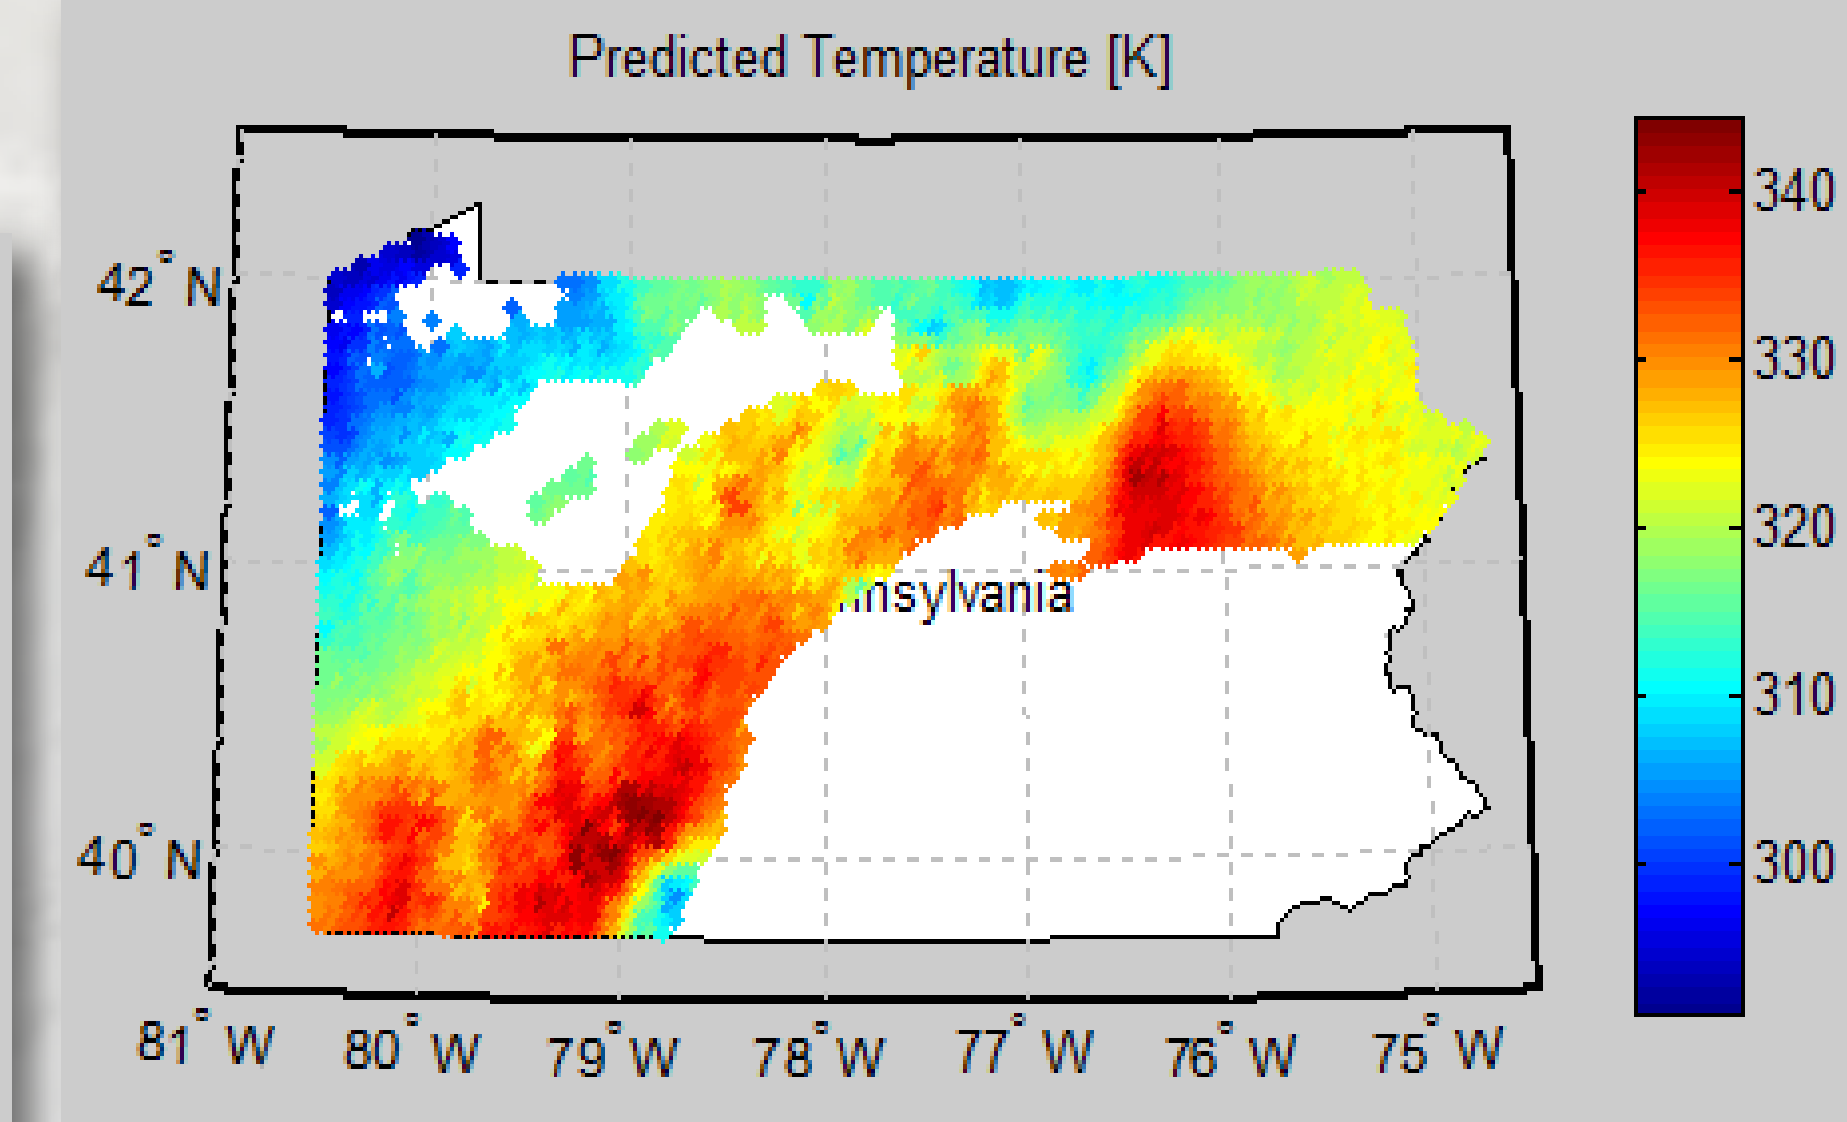 Predicted Temperature [K]
42° N
41° N
40° N
nsylvania
81° W 80° W 79° W 78° W 77° W 76° W 75° W
340
330
320
310
300